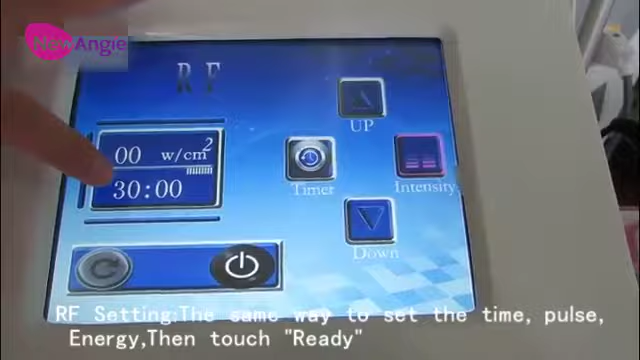 NewAngie
RF
00 w/cm2
30:00
UP
Timer
Intensity
Down
RF Setting:The same way to set the time, pulse,
Energy,Then touch "Ready"